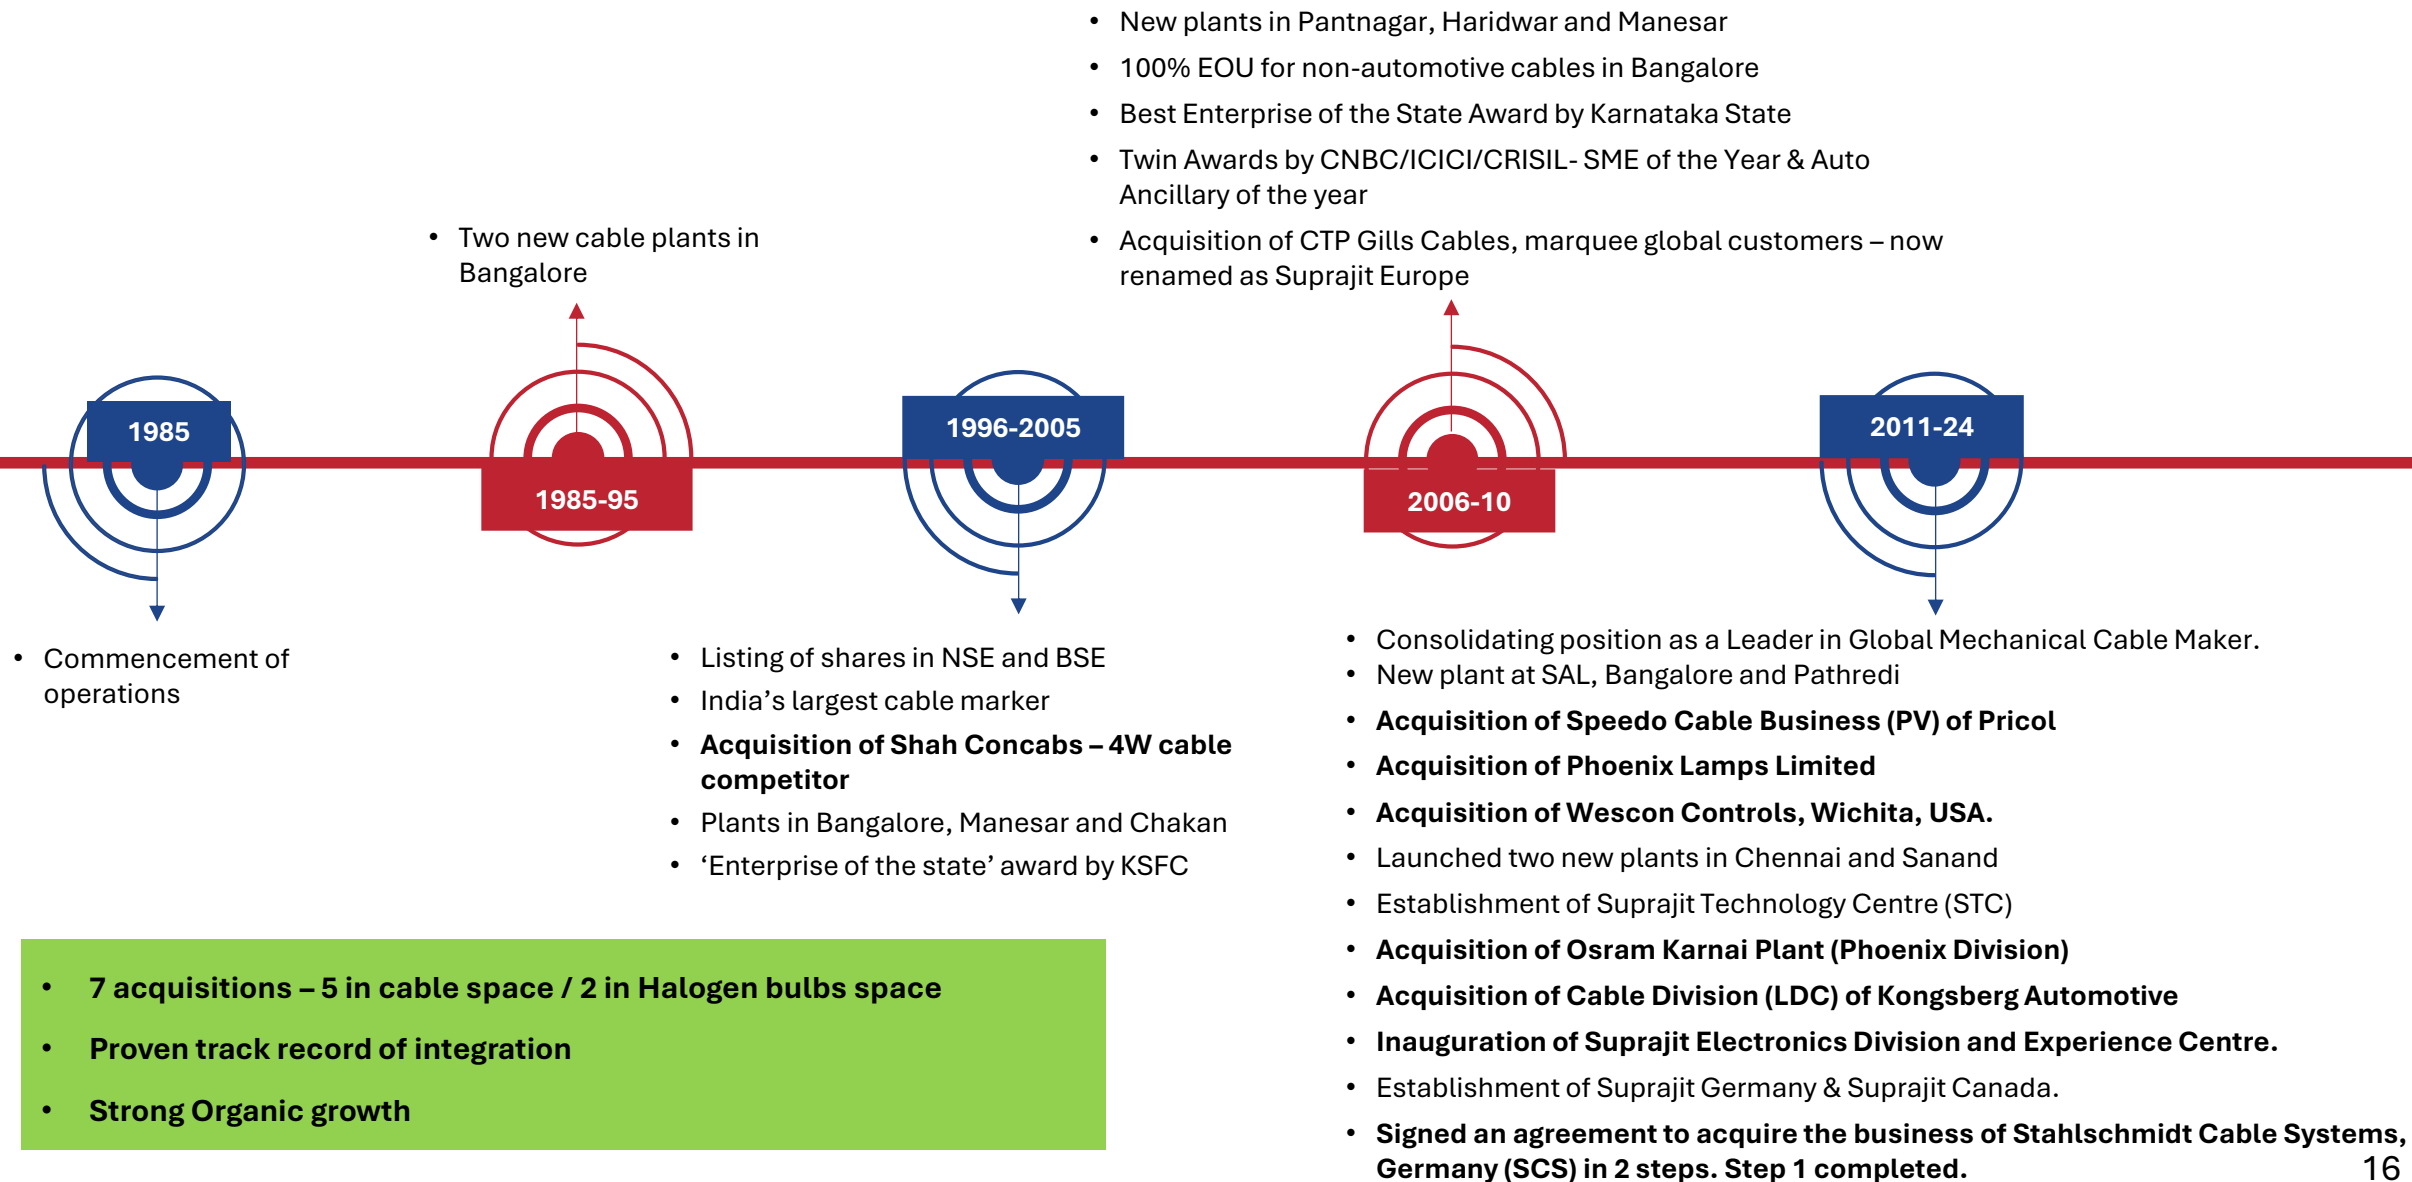 • New plants in Pantnagar, Haridwar and Manesar
• 100% EOU for non-automotive cables in Bangalore
• Best Enterprise of the State Award by Karnataka State
• Twin Awards by CNBC/ICICI/CRISIL- SME of the Year & Auto
Ancillary of the year
• Acquisition of CTP Gills Cables, marquee global customers – now
renamed as Suprajit Europe
• Two new cable plants in
Bangalore
1985
1985-95
1996-2005
2006-10
2011-24
• Commencement of
operations
• Listing of shares in NSE and BSE
• India’s largest cable marker
• Acquisition of Shah Concabs – 4W cable
competitor
• Plants in Bangalore, Manesar and Chakan
• ‘Enterprise of the state’ award by KSFC
• Consolidating position as a Leader in Global Mechanical Cable Maker.
• New plant at SAL, Bangalore and Pathredi
• Acquisition of Speedo Cable Business (PV) of Pricol
• Acquisition of Phoenix Lamps Limited
• Acquisition of Wescon Controls, Wichita, USA.
• Launched two new plants in Chennai and Sanand
• Establishment of Suprajit Technology Centre (STC)
• Acquisition of Osram Karnai Plant (Phoenix Division)
• Acquisition of Cable Division (LDC) of Kongsberg Automotive
• Inauguration of Suprajit Electronics Division and Experience Centre.
• Establishment of Suprajit Germany & Suprajit Canada.
• Signed an agreement to acquire the business of Stahlschmidt Cable Systems,
Germany (SCS) in 2 steps. Step 1 completed.
• 7 acquisitions – 5 in cable space / 2 in Halogen bulbs space
• Proven track record of integration
• Strong Organic growth
16